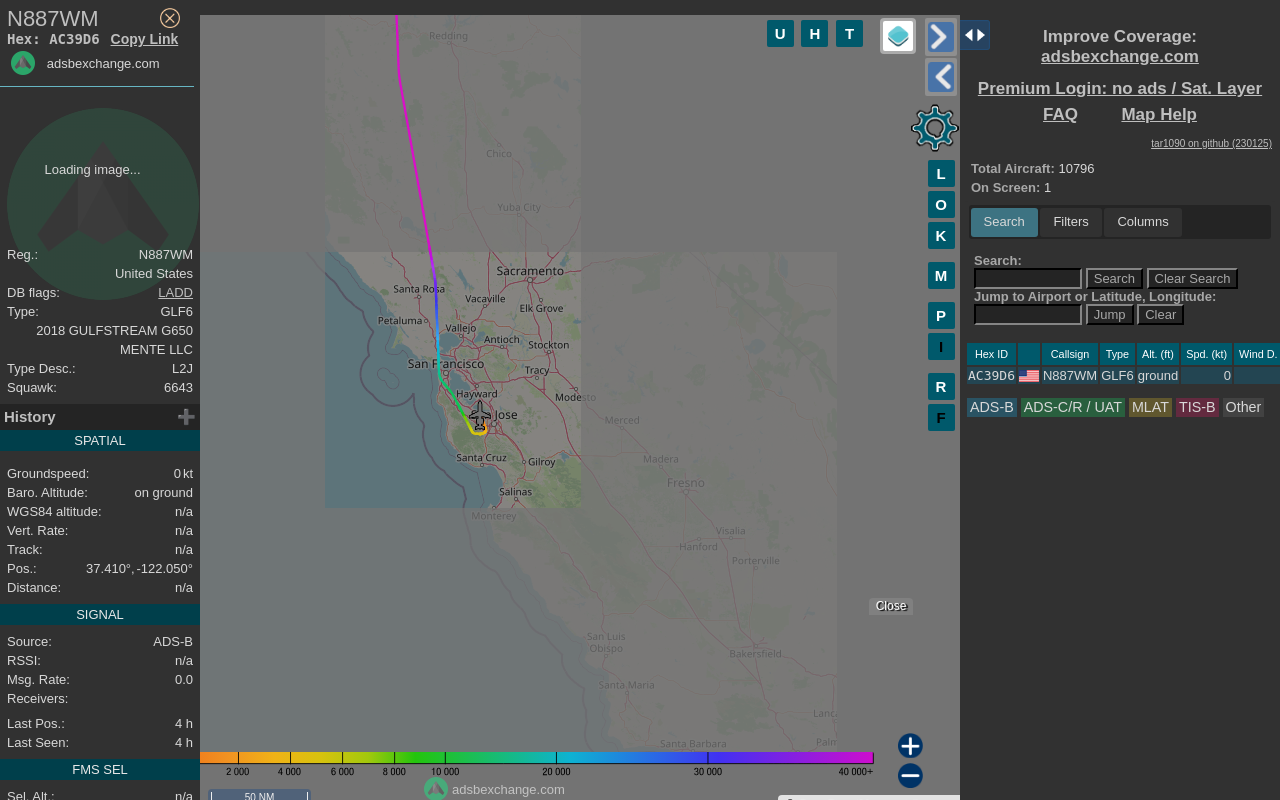 N887WM
Hex: AC39D6 Copy Link
adsbexchange.com
Loading image...
Reg.: N887WM
United States
DB flags: LADD
Type: GLF6
2018 GULFSTREAM G650
MENTE LLC
Type Desc.: L2J
Squawk: 6643
History
SPATIAL
Groundspeed: 0 kt
Baro. Altitude: on ground
WGS84 altitude: n/a
Vert. Rate: n/a
Track: n/a
Pos.: 37.410°, -122.050°
Distance: n/a
SIGNAL
Source: ADS-B
RSSI: n/a
Msg. Rate: 0.0
Receivers:
Last Pos.: 4 h
Last Seen: 4 h
FMS SEL
Sel. Alt.: n/a
U H T
L
O
K
M
P
I
R
F
Redding
Chico
Yuba City
Sacramento
Santa Rosa
Vacaville
Elk Grove
Petaluma
Vallejo
Antioch
Stockton
San Francisco
Tracy
Hayward
Modesto
Jose
Merced
Santa Cruz
Gilroy
Madera
Fresno
Salinas
Monterey
Visalia
Hanford
Porterville
San Luis
Obispo
Bakersfield
Santa Maria
Santa Barbara
Close
2 000 4 000 6 000 8 000 10 000 20 000 30 000 40 000+
50 NM
adsbexchange.com
Improve Coverage:
adsbexchange.com
Premium Login: no ads / Sat. Layer
FAQ Map Help
tar1090 on github (230125)
Total Aircraft: 10796
On Screen: 1
Search Filters Columns
Search:
Search Clear Search
Jump to Airport or Latitude, Longitude:
Jump Clear
Hex ID Callsign Type Alt. (ft) Spd. (kt) Wind D.
AC39D6 N887WM GLF6 ground 0
ADS-B ADS-C/R / UAT MLAT TIS-B Other